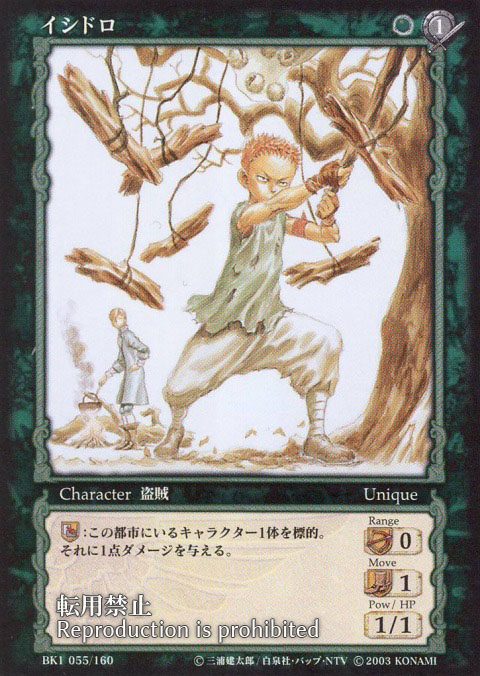 イシドロ
1
Character 盗賊
Unique
:この都市にいるキャラクター1体を標的。
それに1点ダメージを与える。
Range
0
Move
1
Pow/ HP
1/1
転用禁止
Reproduction is prohibited
BK1 055/160
© 三浦建太郎/白泉社・バップ・NTV © 2003 KONAMI